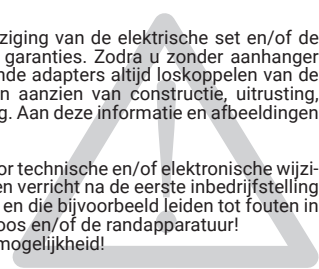 ziging van de elektrische set en/of de
garanties. Zodra u zonder aanhanger
nde adapters altijd loskoppelen van de
n aanzien van constructie, uitrusting,
g. Aan deze informatie en afbeeldingen
or technische en/of elektronische wijzi-
en verricht na de eerste inbedrijfstelling
en die bijvoorbeeld leiden tot fouten in
oos en/of de randapparatuur!
mogelijkheid!